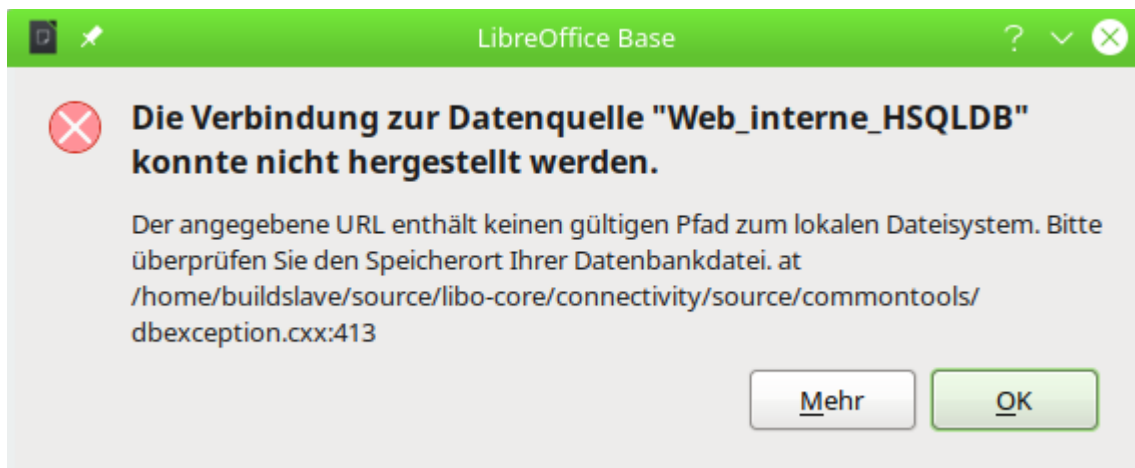 LibreOffice Base
Die Verbindung zur Datenquelle "Web_interne_HSQLDB"
konnte nicht hergestellt werden.
Der angegebene URL enthält keinen gültigen Pfad zum lokalen Dateisystem. Bitte
überprüfen Sie den Speicherort Ihrer Datenbankdatei. at
/home/buildslave/source/libo-core/connectivity/source/commontools/
dbexception.cxx:413
Mehr
OK